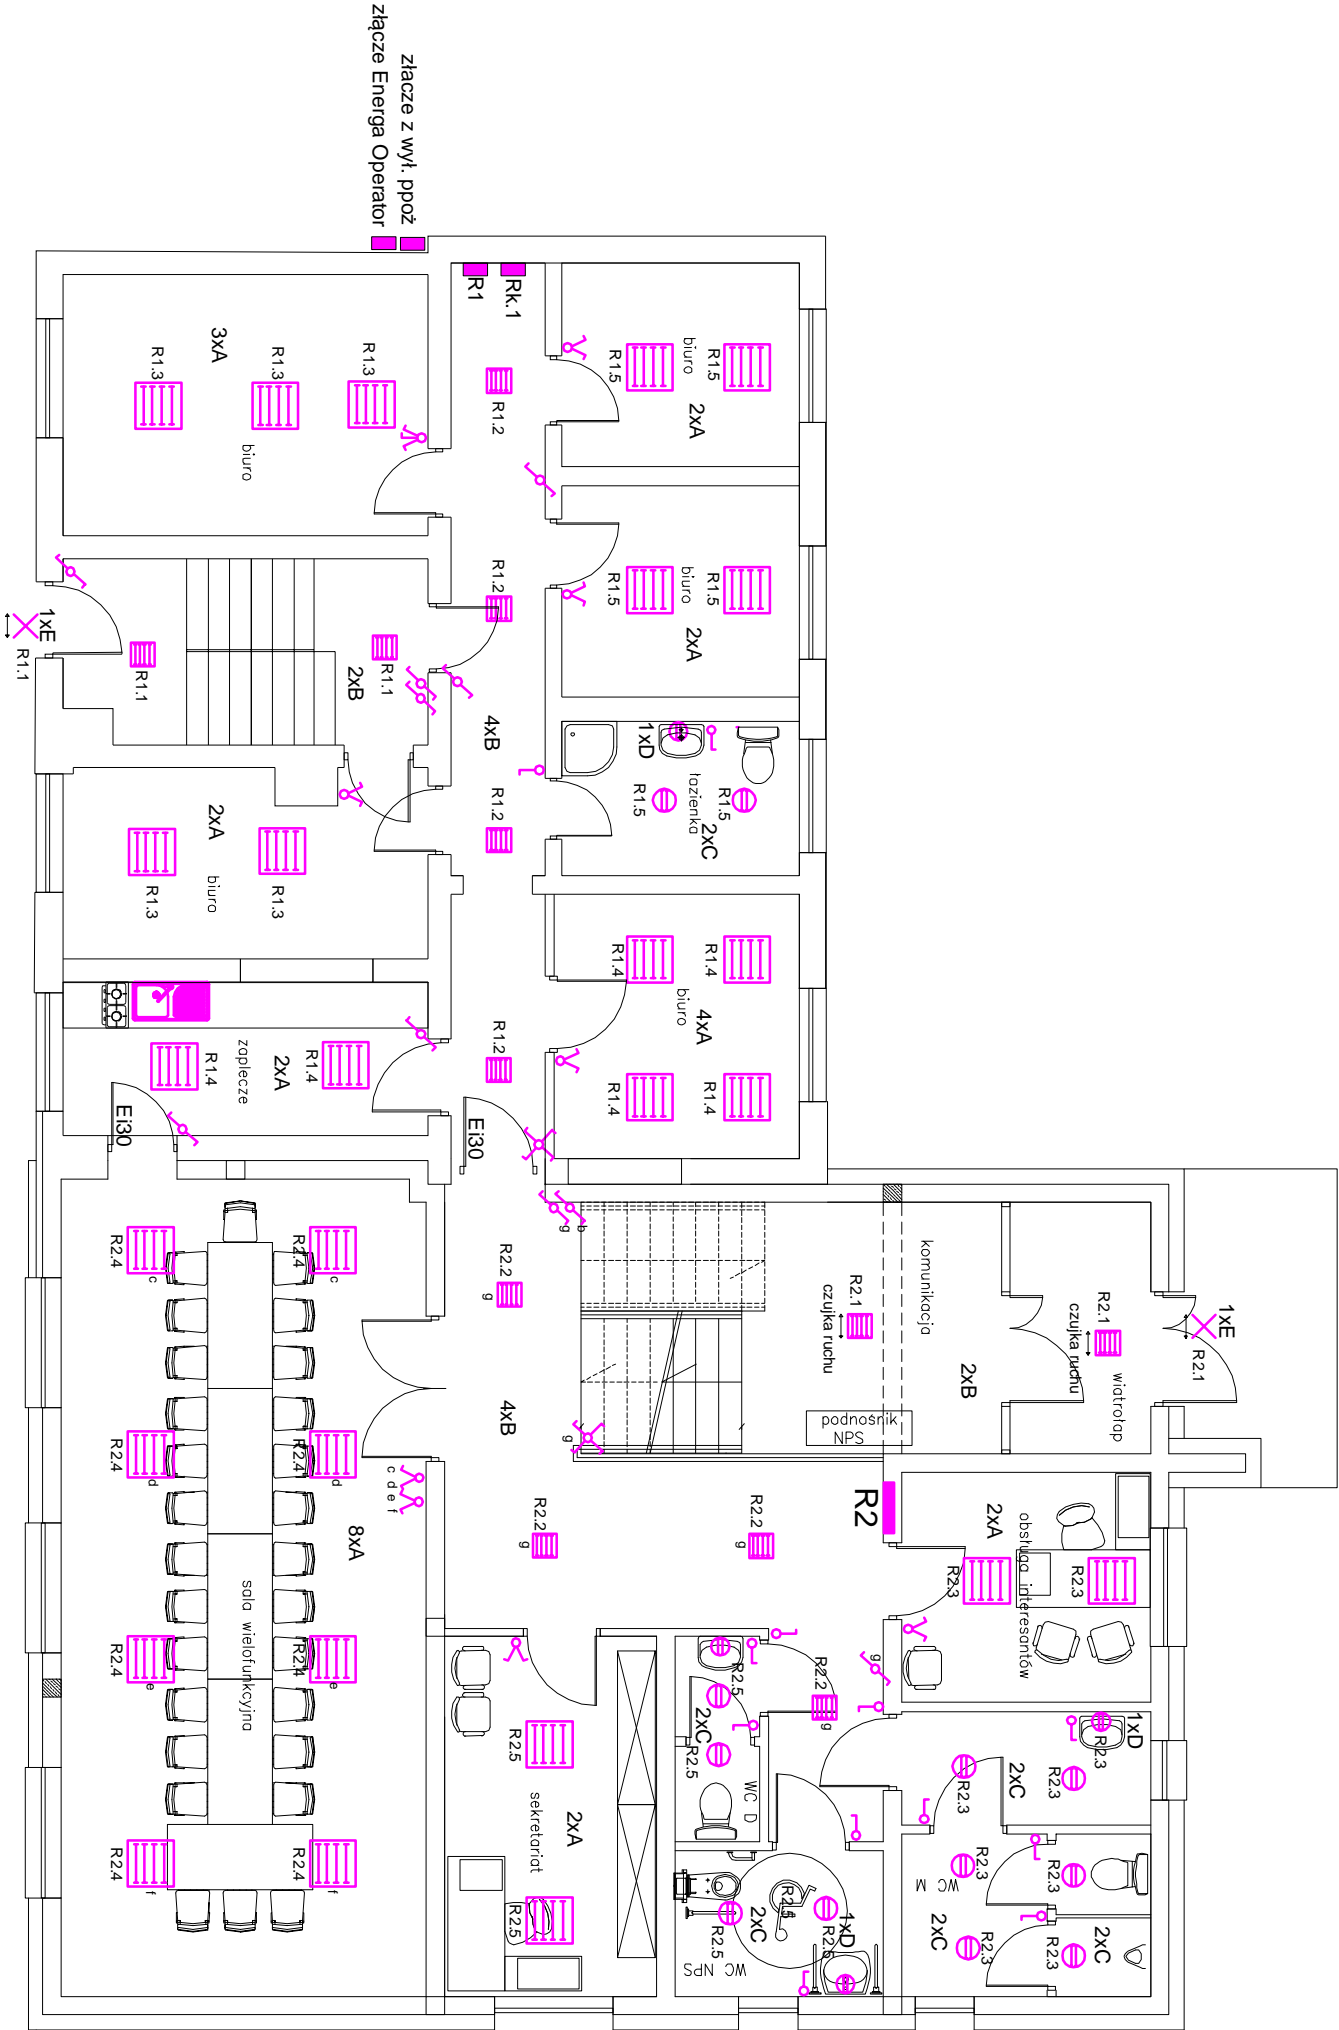 złącze Energa Operator
złacze z wył. ppoż
R1
Rk.1
3xA
R1.3
R1.3
R1.3
biuro
R1.2
R1.5
biuro
R1.5
2xA
R1.5
biuro
R1.5
2xA
R1.2
1xE
R1.1
R1.1
R1.1
2xB
4xB
1xD
R1.5
łazienka
R1.5
2xC
R1.2
2xA
R1.3
biuro
R1.3
R1.4
biuro
R1.4
4xA
R1.4
R1.4
R1.2
R1.4
zaplecze
2xA
R1.4
Ei30
Ei30
g
b
R2.2
g
4xB
g
komunikacja
R2.1
czujka ruchu
2xB
R2.1
czujka ruchu
wiatrołap
1xE
R2.1
podnośnik
NPS
R2
R2.4
c
R2.4
c
R2.4
d
R2.4
d
c d e f
8xA
sala wielofunkcyjna
R2.4
e
R2.4
e
R2.4
f
R2.4
f
R2.2
g
R2.2
g
2xA
obsługa interesantów
R2.3
R2.3
g
R2.2
g
R2.5
2xC
R2.5
WC D
R2.5
sekretariat
2xA
R2.5
1xD
R2.3
R2.3
2xC
R2.3
R2.3
WC M
R2.3
2xC
R2.3
R2.3
2xC
R2.5
1xD
R2.5
2xC
R2.5
WC NPS